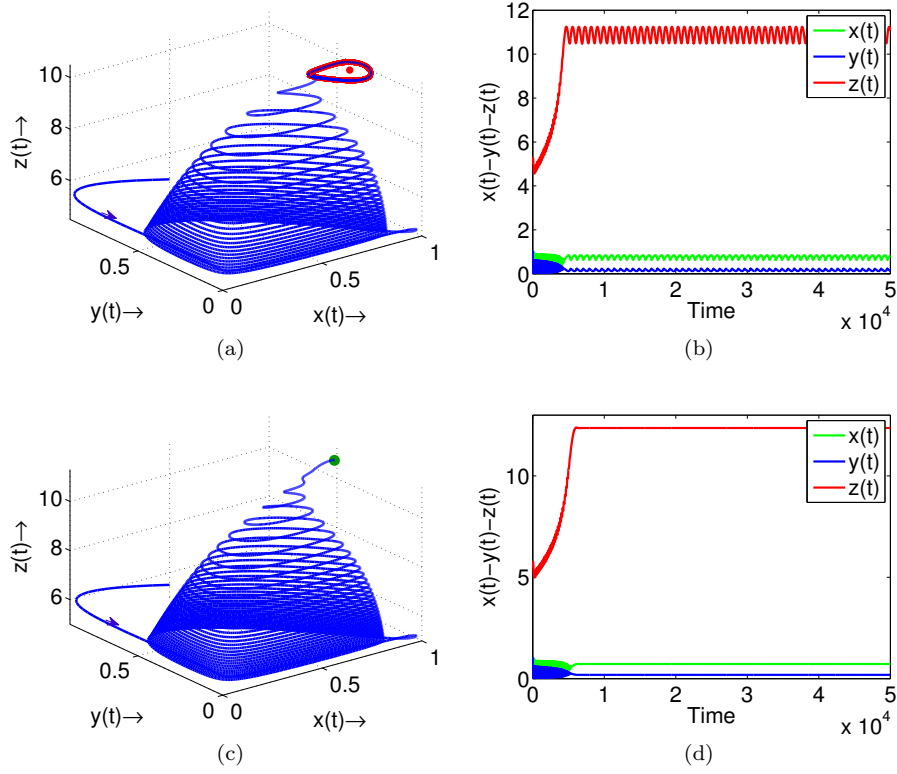 10
8
6
z(t)→
0.5
0
y(t)→
0
0.5
1
x(t)→
(a)
12
10
8
6
4
2
0
x(t)−y(t)−z(t)
x(t)
y(t)
z(t)
0
1
2
3
4
5
Time
x 10^4
(b)
10
8
6
z(t)→
0.5
0
y(t)→
0
0.5
1
x(t)→
(c)
10
5
0
x(t)−y(t)−z(t)
x(t)
y(t)
z(t)
0
1
2
3
4
5
Time
x 10^4
(d)